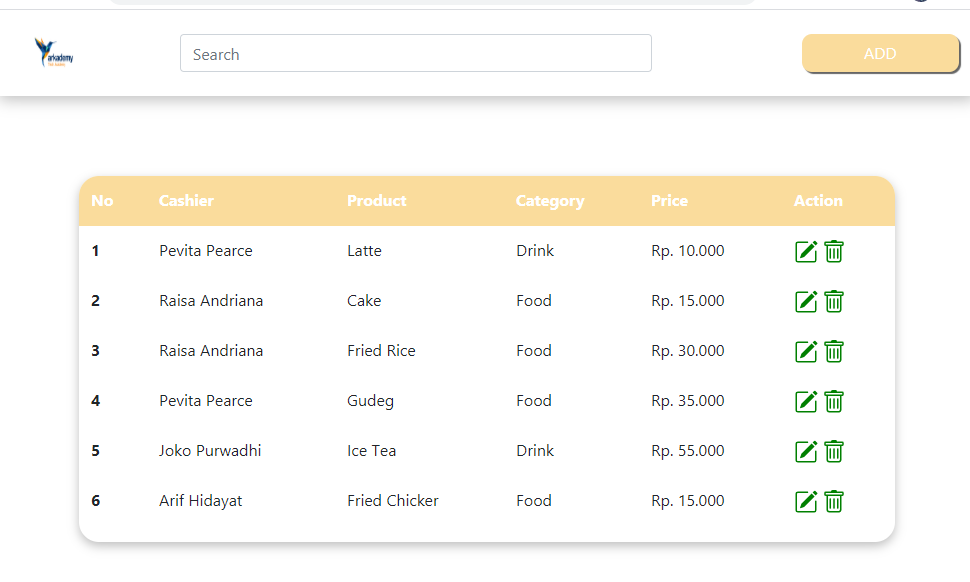 arkademy
Search
ADD
No Cashier Product Category Price Action
1 Pevita Pearce Latte Drink Rp. 10.000
2 Raisa Andriana Cake Food Rp. 15.000
3 Raisa Andriana Fried Rice Food Rp. 30.000
4 Pevita Pearce Gudeg Food Rp. 35.000
5 Joko Purwadhi Ice Tea Drink Rp. 55.000
6 Arif Hidayat Fried Chicker Food Rp. 15.000